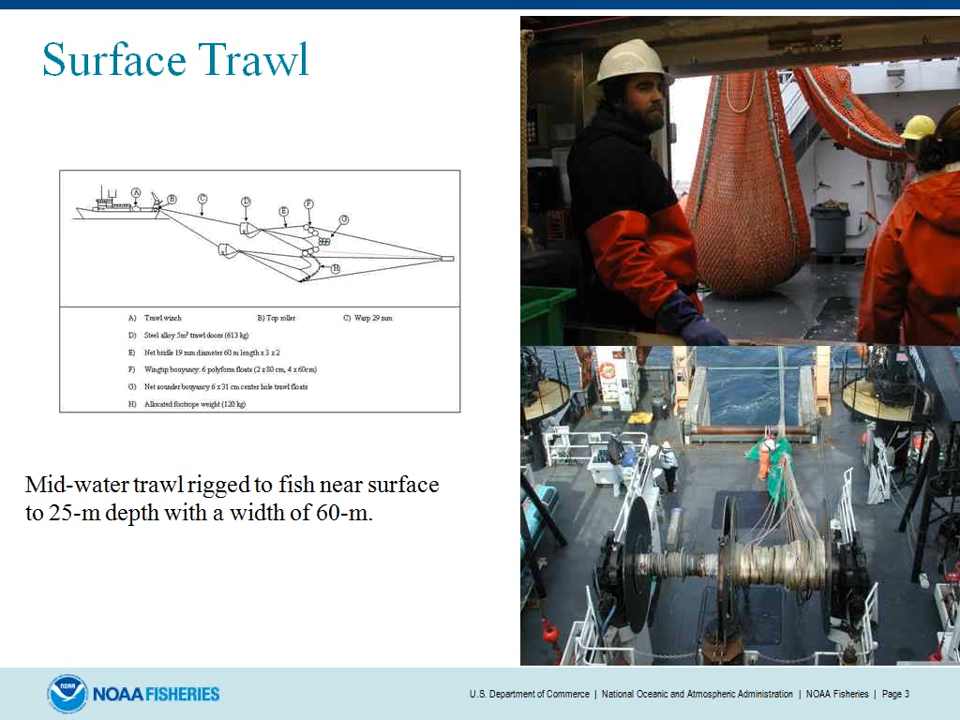 Surface Trawl
A B C D E F G H
A) Trawl winch B) Top roller C) Warp 29 mm
D) Steel alloy 5m² trawl doors (613 kg)
E) Net bridle 19 mm diameter 60 m length x 3 x 2
F) Wingtip buoyancy: 6 polyform floats (2 x 80 cm, 4 x 60cm)
G) Net sounder buoyancy 6 x 31 cm center hole trawl floats
H) Allocated footrope weight (120 kg)
Mid-water trawl rigged to fish near surface
to 25-m depth with a width of 60-m.
NOAA
NOAA FISHERIES
U.S. Department of Commerce | National Oceanic and Atmospheric Administration | NOAA Fisheries | Page 3